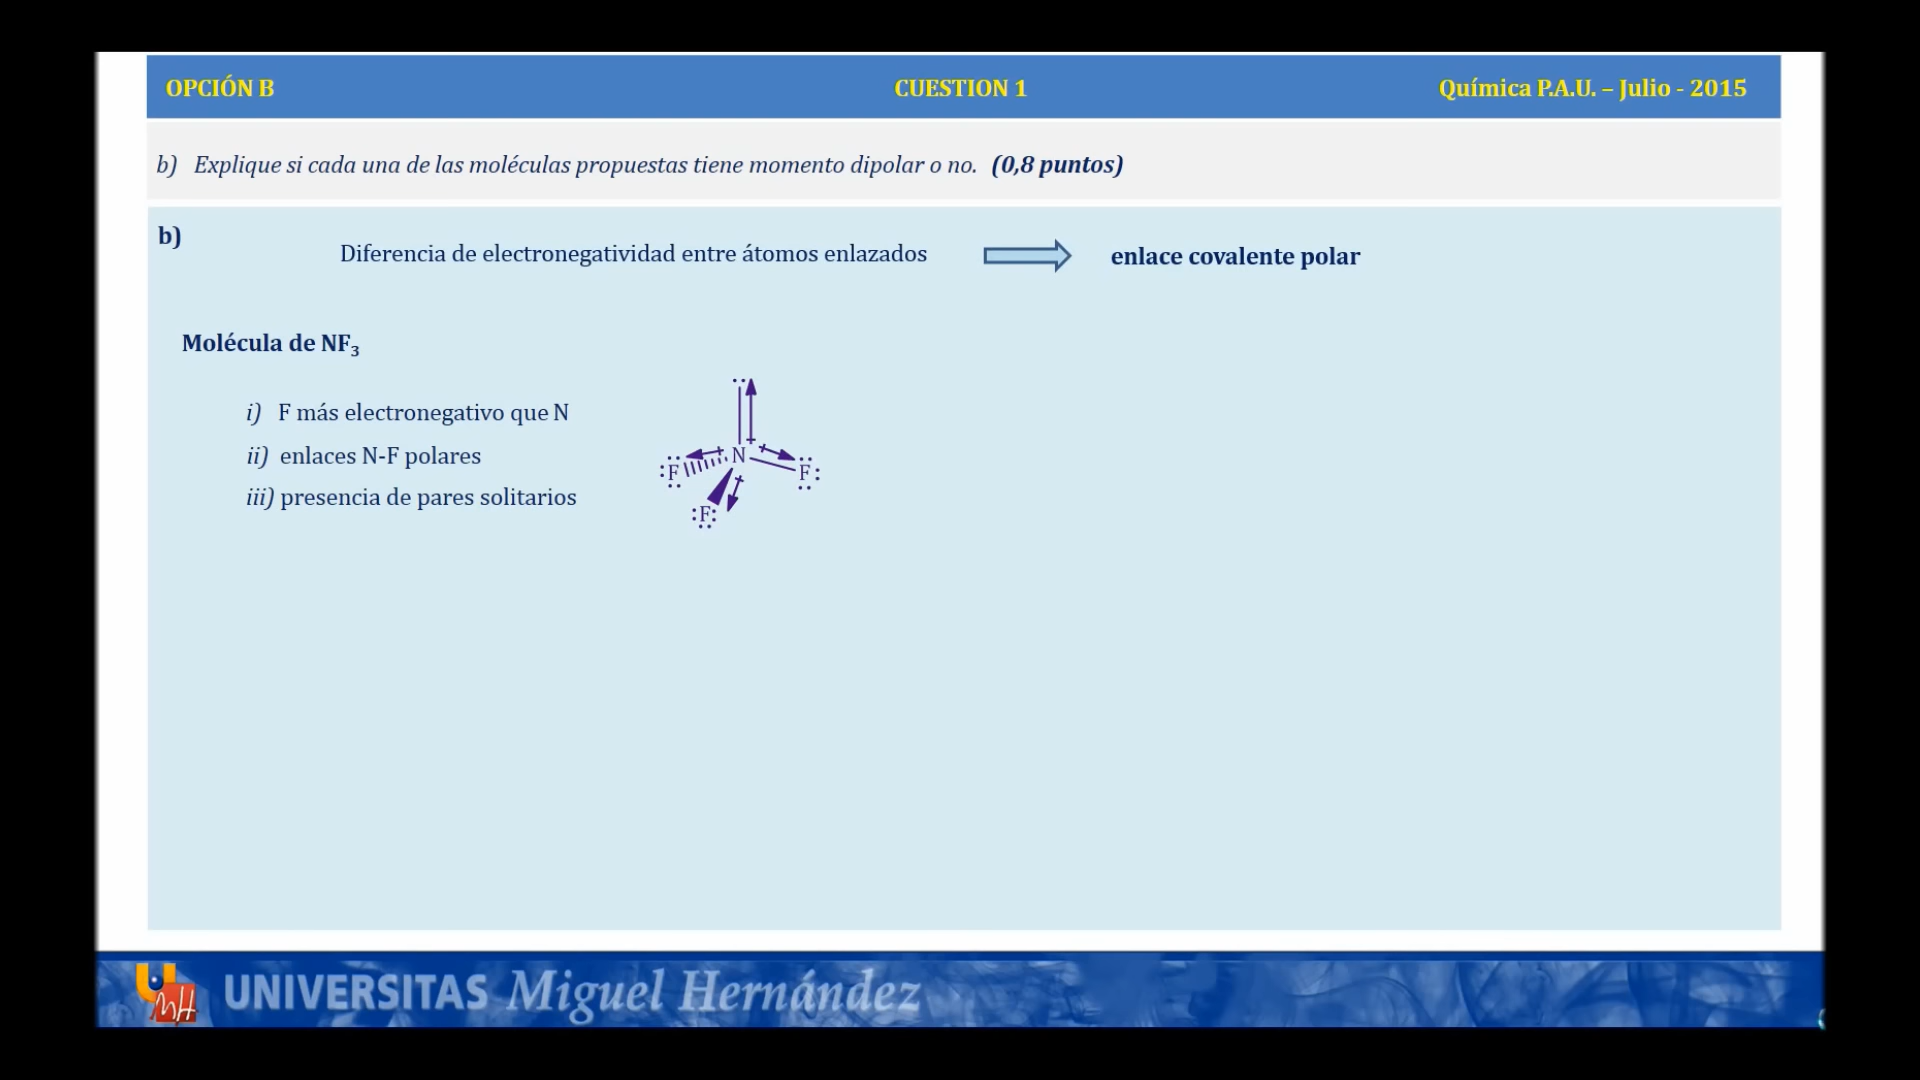 OPCIÓN B CUESTION 1 Química P.A.U. – Julio - 2015
b) Explique si cada una de las moléculas propuestas tiene momento dipolar o no. (0,8 puntos)
b)
Diferencia de electronegatividad entre átomos enlazados enlace covalente polar
Molécula de NF₃
i) F más electronegativo que N
ii) enlaces N-F polares
iii) presencia de pares solitarios
N
F F
F
UNIVERSITAS Miguel Hernández